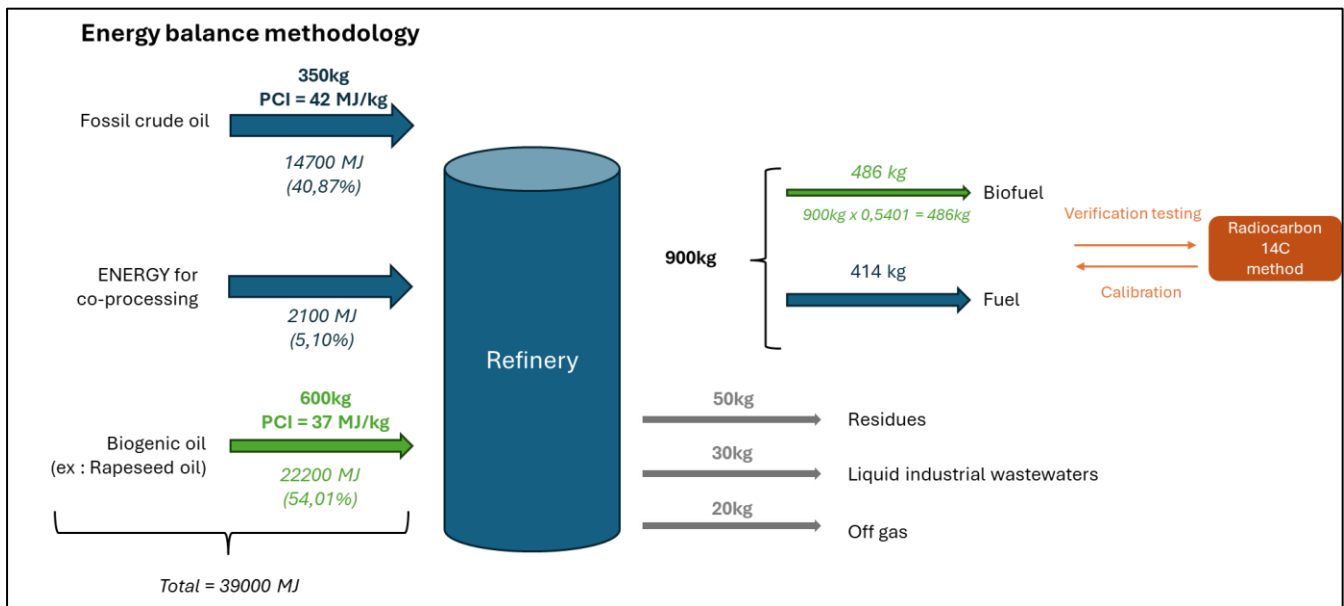 Energy balance methodology
350kg
PCI = 42 MJ/kg
Fossil crude oil
14700 MJ
(40,87%)
ENERGY for
co-processing
2100 MJ
(5,10%)
600kg
PCI = 37 MJ/kg
Biogenic oil
(ex : Rapeseed oil)
22200 MJ
(54,01%)
Total = 39000 MJ
Refinery
900kg
486 kg
Biofuel
900kg x 0,5401 = 486kg
414 kg
Fuel
Verification testing
Calibration
Radiocarbon
14C
method
50kg
Residues
30kg
Liquid industrial wastewaters
20kg
Off gas